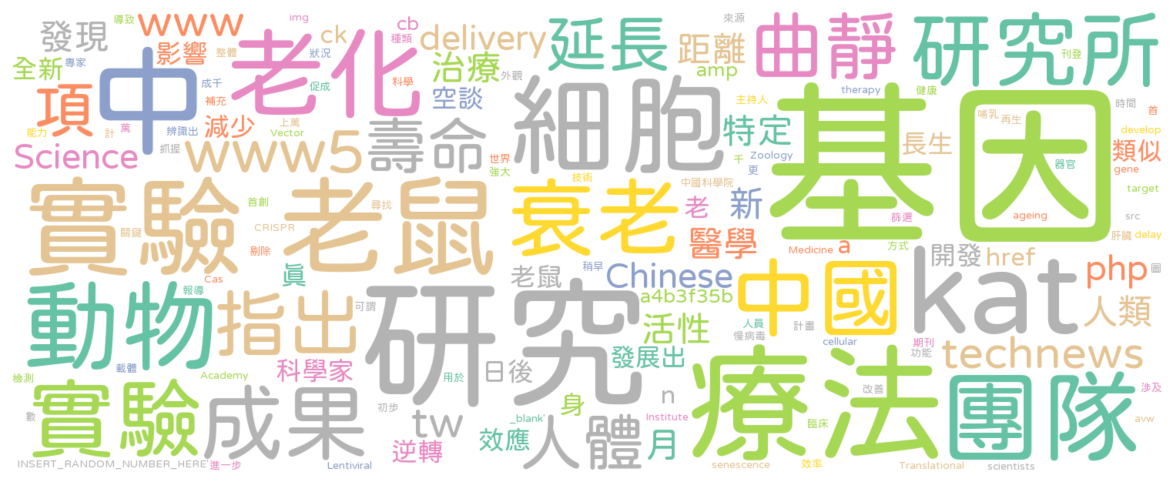 導致 www img cb 種類 來源 刊登
發現 專家 影響 整體 老化 狀況 ck delivery 延長 距離 曲靜 研究所
全新 項 中 成千 促成 科學 治療 外觀 amp
補充 空談 主持人 therapy 健康 時間 首
能力 計 萬 辨識出 減少 上萬 細胞 特定 哺乳 再生 develop
Science 抓握 Vector www5 壽命 世界 強大 千 Zoology 長生 基因 器官 類似 gene
技術 中國科學院 更 target
實驗 首創 老鼠 尋找 衰老 老 新 篩選 ageing src
關鍵 CRISPR 剔除 醫學 Medicine a 方式 肝臟 delay
Cas 真 老鼠 稍早 Chinese 中國 開發 href php 圖
動物 報導 指出 可謂 研究 a4b3f35b 人類
載體 活性 人員 慢病毒 計畫 cellular 期刊 功能 kat
科學家 日後 發展出 technews
檢測 Academy 用於 改善 涉及
數 實驗 成果 初步 tw _blank' 身 n Institute 療法 臨床 團隊 avw
逆轉 效應 人體 月
INSERT_RANDOM_NUMBER_HERE' 進一步 Lentiviral senescence 效率 Translational scientists